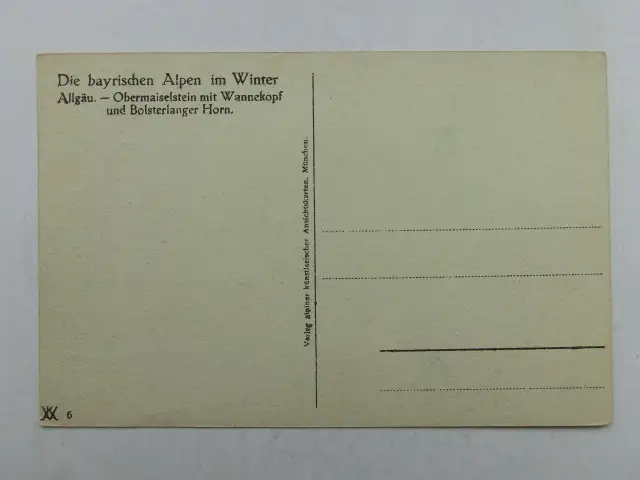 Die bayrischen Alpen im Winter
Allgäu. — Obermaiselstein mit Wannekopf
und Bolsterlanger Horn.
Verlag alpiner künstlerischer Ansichtskarten, München.
6